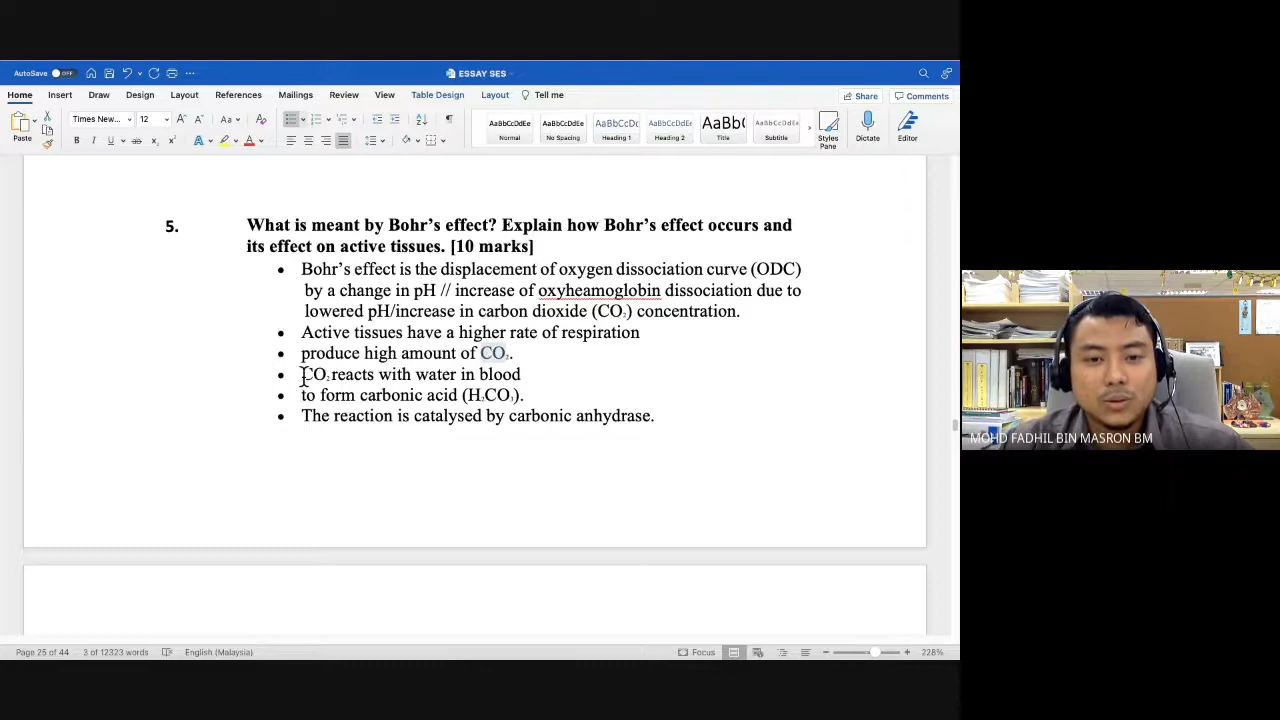 AutoSave OFF ESSAY SES
Home Insert Draw Design Layout References Mailings Review View Table Design Layout Tell me Share Comments
Paste Times New... 12 Aa
AaBbCcDdEe AaBbCcDdEe AaBbCcDc AaBbCcDdEe AaBb( AaBbCcDdEe
Normal No Spacing Heading 1 Heading 2 Title Subtitle Styles Pane Dictate Editor
5. What is meant by Bohr’s effect? Explain how Bohr’s effect occurs and
its effect on active tissues. [10 marks]
• Bohr’s effect is the displacement of oxygen dissociation curve (ODC)
by a change in pH // increase of oxyheamoglobin dissociation due to
lowered pH/increase in carbon dioxide (CO₂) concentration.
• Active tissues have a higher rate of respiration
• produce high amount of CO₂.
• CO₂ reacts with water in blood
• to form carbonic acid (H₂CO₃).
• The reaction is catalysed by carbonic anhydrase.
MOHD FADHIL BIN MASRON BM
Page 25 of 44 3 of 12323 words English (Malaysia) Focus 228%